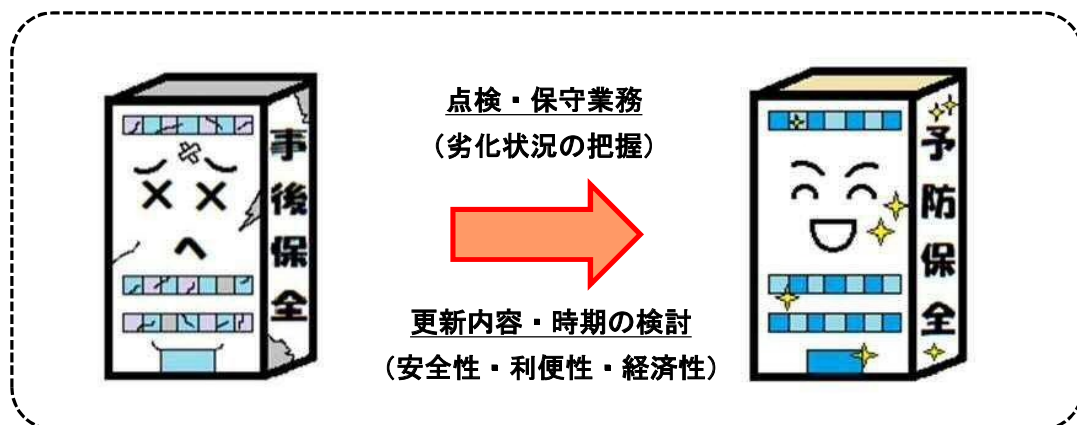 事後保全
点検・保守業務
(劣化状況の把握)
更新内容・時期の検討
(安全性・利便性・経済性)
予防保全